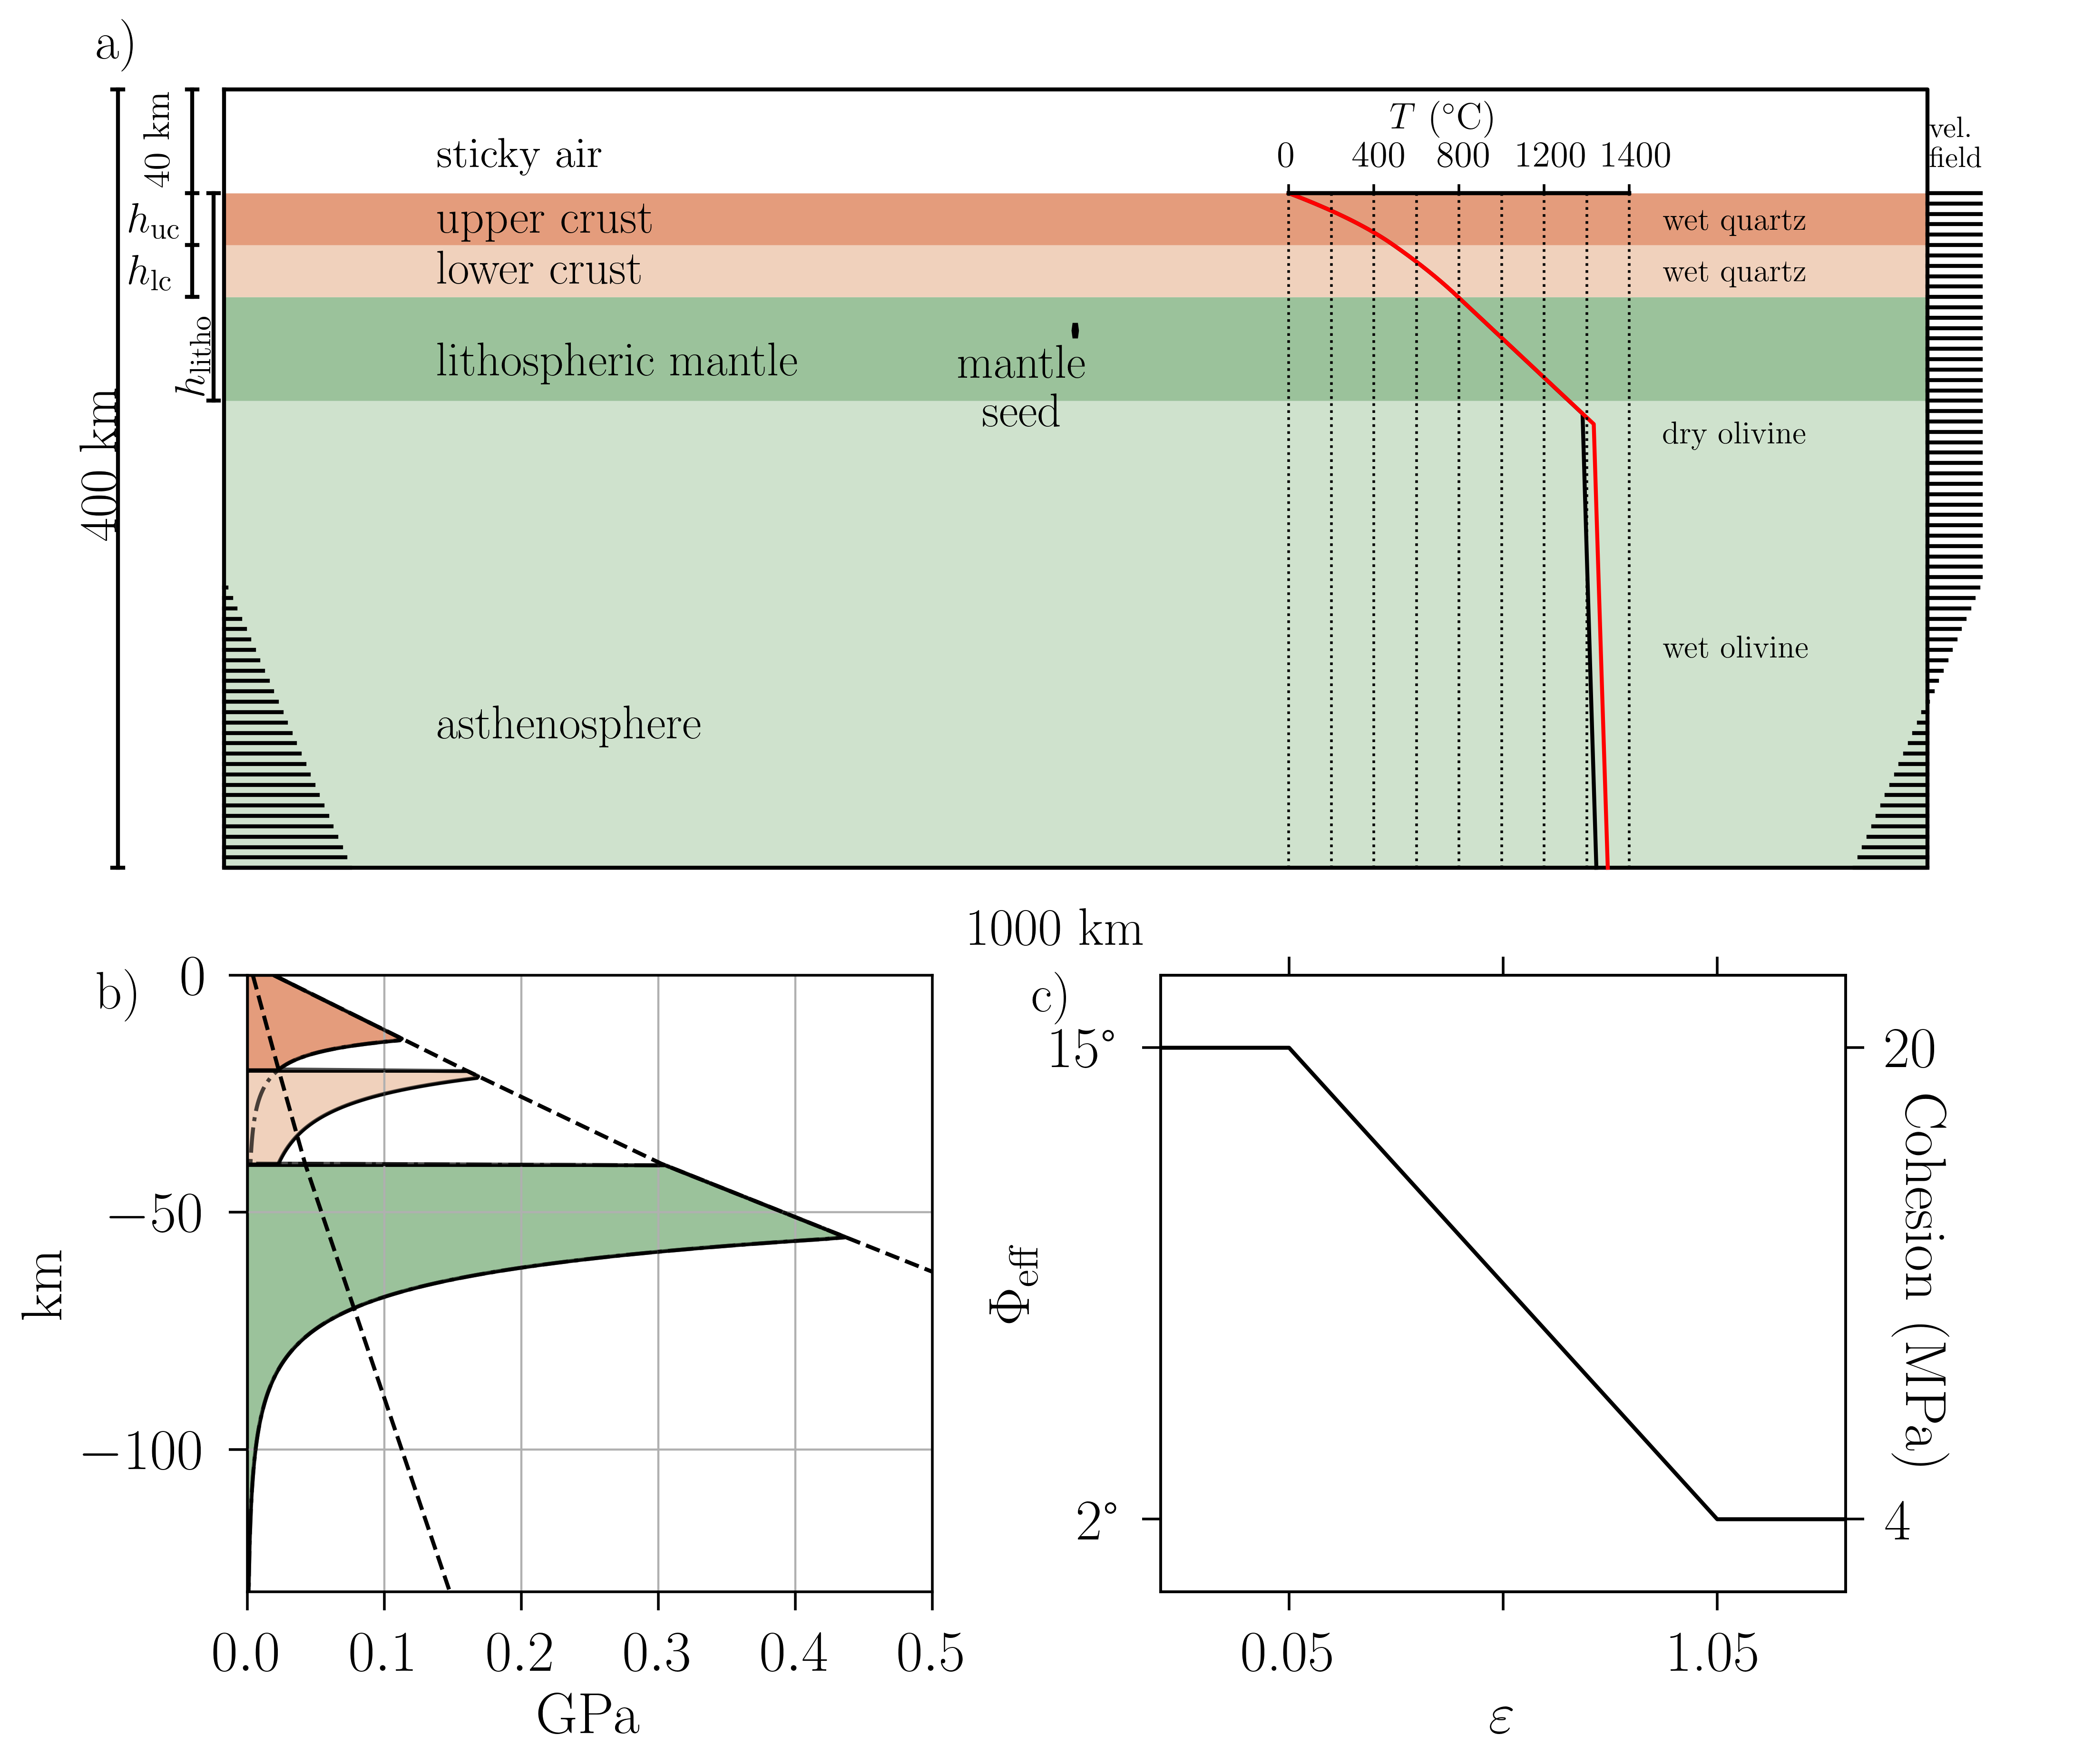 a)
400 km
40 km
h_uc
h_lc
h_litho
sticky air
upper crust
lower crust
lithospheric mantle
mantle
seed
asthenosphere
T (°C)
0 400 800 1200 1400
wet quartz
wet quartz
dry olivine
wet olivine
vel.
field
1000 km
b)
0
−50
−100
km
0.0 0.1 0.2 0.3 0.4 0.5
GPa
c)
15°
2°
Φ_eff
20
4
Cohesion (MPa)
0.05 1.05
ε